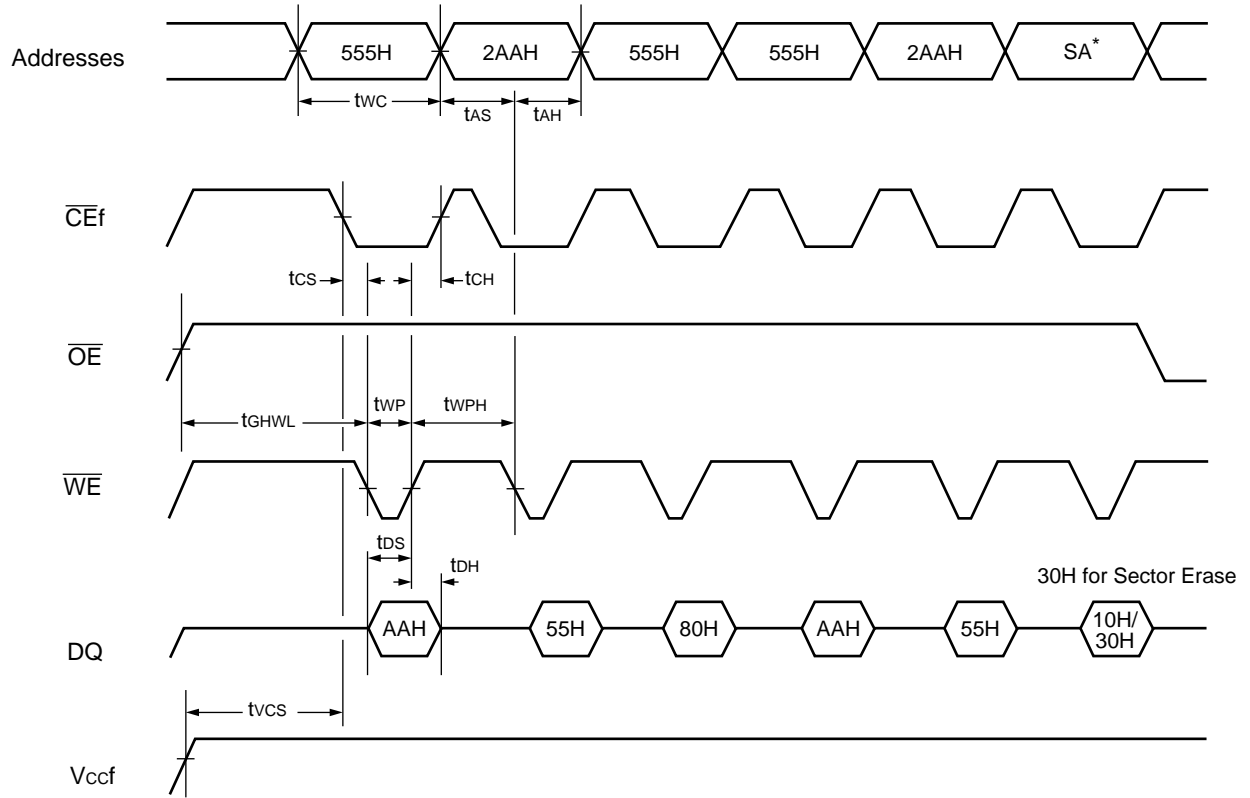 Addresses
555H 2AAH 555H 555H 2AAH SA*
tWC tAS tAH
CEf
tCS tCH
OE
tGHWL tWP tWPH
WE
tDS
tDH
30H for Sector Erase
DQ
AAH 55H 80H AAH 55H 10H/
30H
tVCS
VCCf